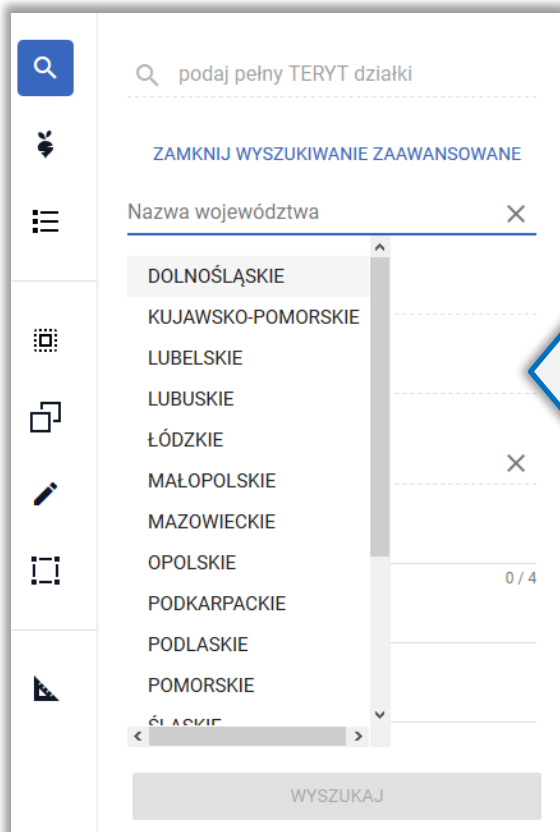 podaj pełny TERYT działki
ZAMKNIJ WYSZUKIWANIE ZAAWANSOWANE
Nazwa województwa
DOLNOŚLĄSKIE
KUJAWSKO-POMORSKIE
LUBELSKIE
LUBUSKIE
ŁÓDZKIE
MAŁOPOLSKIE
MAZOWIECKIE
OPOLSKIE
0 / 4
PODKARPACKIE
PODLASKIE
POMORSKIE
ŚLĄSKIE
WYSZUKAJ